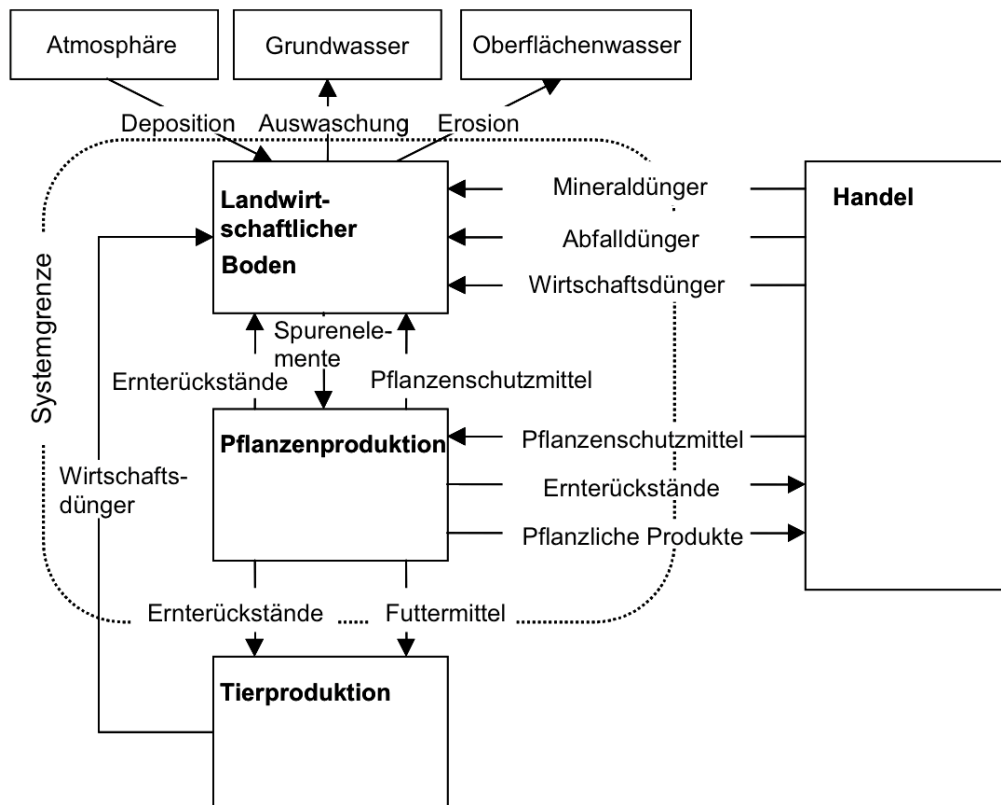 Atmosphäre
Grundwasser
Oberflächenwasser
Deposition
Auswaschung
Erosion
Landwirt-
schaftlicher
Boden
Mineraldünger
Abfalldünger
Wirtschaftsdünger
Handel
Systemgrenze
Spurenele-
mente
Ernterückstände
Pflanzenschutzmittel
Pflanzenproduktion
Pflanzenschutzmittel
Ernterückstände
Pflanzliche Produkte
Wirtschafts-
dünger
Ernterückstände
Futtermittel
Tierproduktion